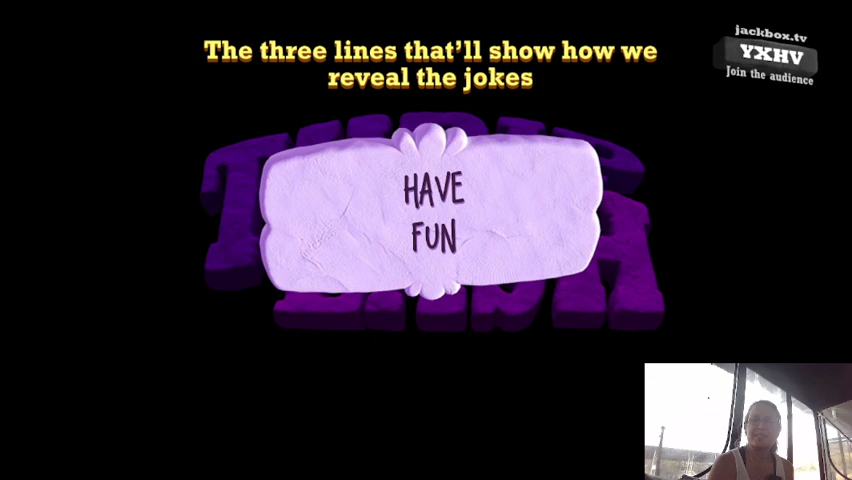 The three lines that'll show how we
reveal the jokes
jackbox.tv
YXHV
Join the audience
HAVE
FUN